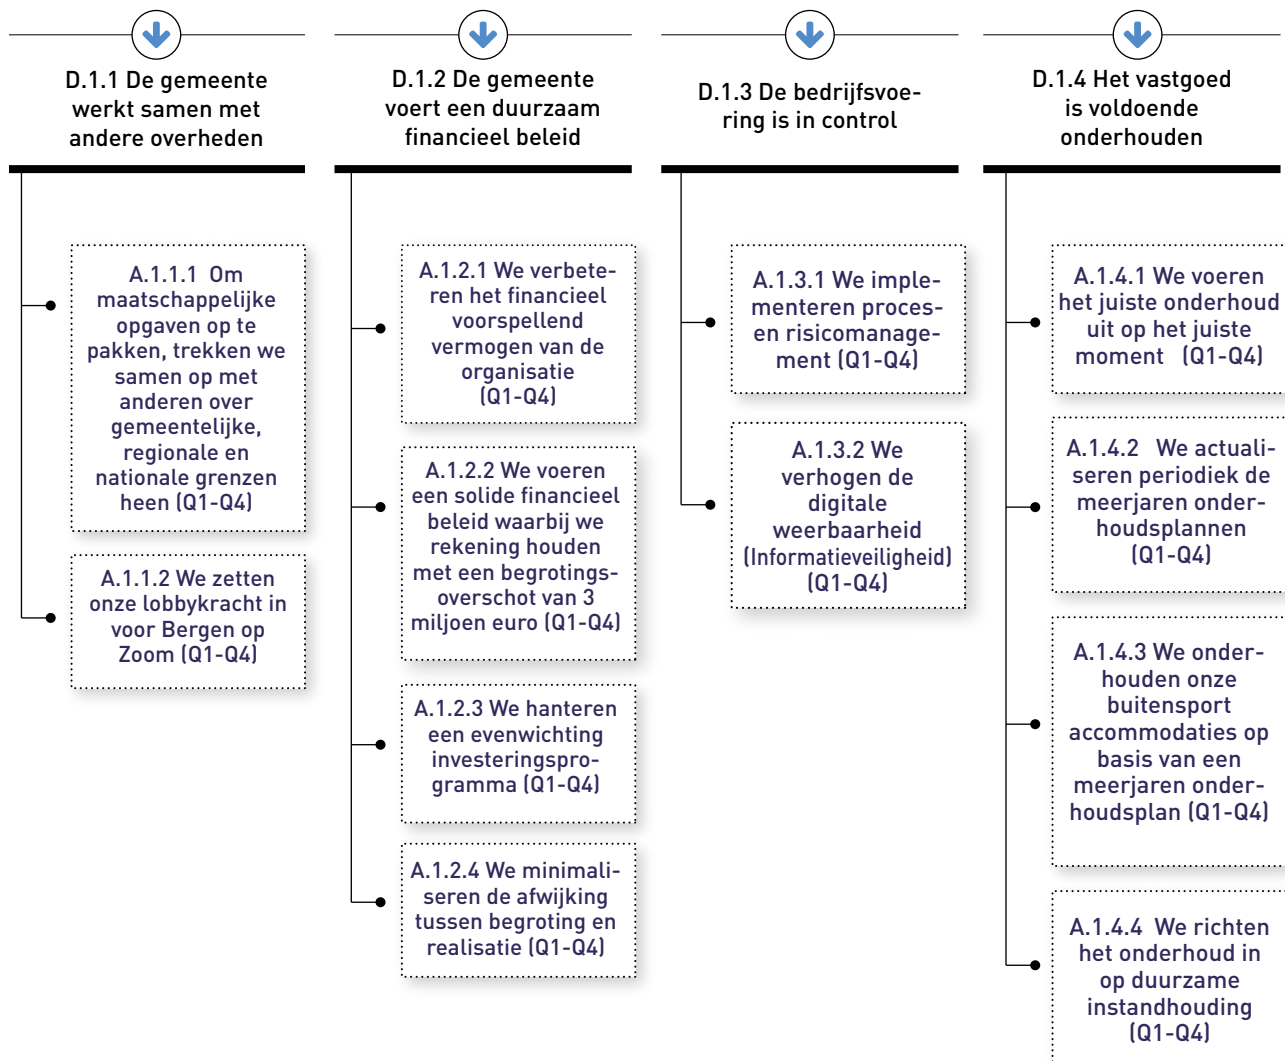 D.1.1 De gemeente
werkt samen met
andere overheden
A.1.1.1 Om
maatschappelijke
opgaven op te
pakken, trekken we
samen op met
anderen over
gemeentelijke,
regionale en
nationale grenzen
heen (Q1-Q4)
A.1.1.2 We zetten
onze lobbykracht in
voor Bergen op
Zoom (Q1-Q4)
D.1.2 De gemeente
voert een duurzaam
financieel beleid
A.1.2.1 We verbete-
ren het financieel
voorspellend
vermogen van de
organisatie
(Q1-Q4)
A.1.2.2 We voeren
een solide financieel
beleid waarbij we
rekening houden
met een begrotings-
overschot van 3
miljoen euro (Q1-Q4)
A.1.2.3 We hanteren
een evenwichting
investeringspro-
gramma (Q1-Q4)
A.1.2.4 We minimali-
seren de afwijking
tussen begroting en
realisatie (Q1-Q4)
D.1.3 De bedrijfsvoe-
ring is in control
A.1.3.1 We imple-
menteren proces-
en risicomanage-
ment (Q1-Q4)
A.1.3.2 We
verhogen de
digitale
weerbaarheid
(Informatieveiligheid)
(Q1-Q4)
D.1.4 Het vastgoed
is voldoende
onderhouden
A.1.4.1 We voeren
het juiste onderhoud
uit op het juiste
moment (Q1-Q4)
A.1.4.2 We actuali-
seren periodiek de
meerjaren onder-
houdsplannen
(Q1-Q4)
A.1.4.3 We onder-
houden onze
buitensport
accommodaties op
basis van een
meerjaren onder-
houdsplan (Q1-Q4)
A.1.4.4 We richten
het onderhoud in
op duurzame
instandhouding
(Q1-Q4)